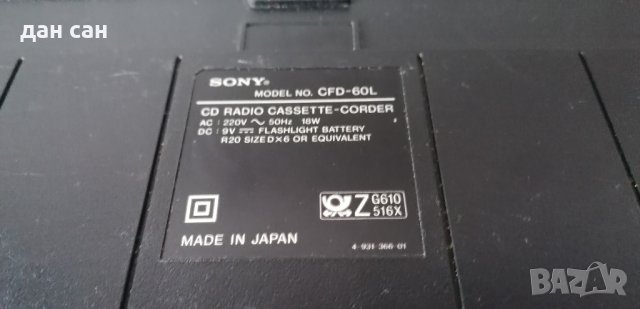 дан сан
SONY®
MODEL NO. CFD-60L
CD RADIO CASSETTE-CORDER
AC : 220V ~ 50Hz 18W
DC : 9V ⎓ FLASHLIGHT BATTERY
R20 SIZE D×6 OR EQUIVALENT
Z G610
516X
MADE IN JAPAN
4-931-366-01
BAZAR